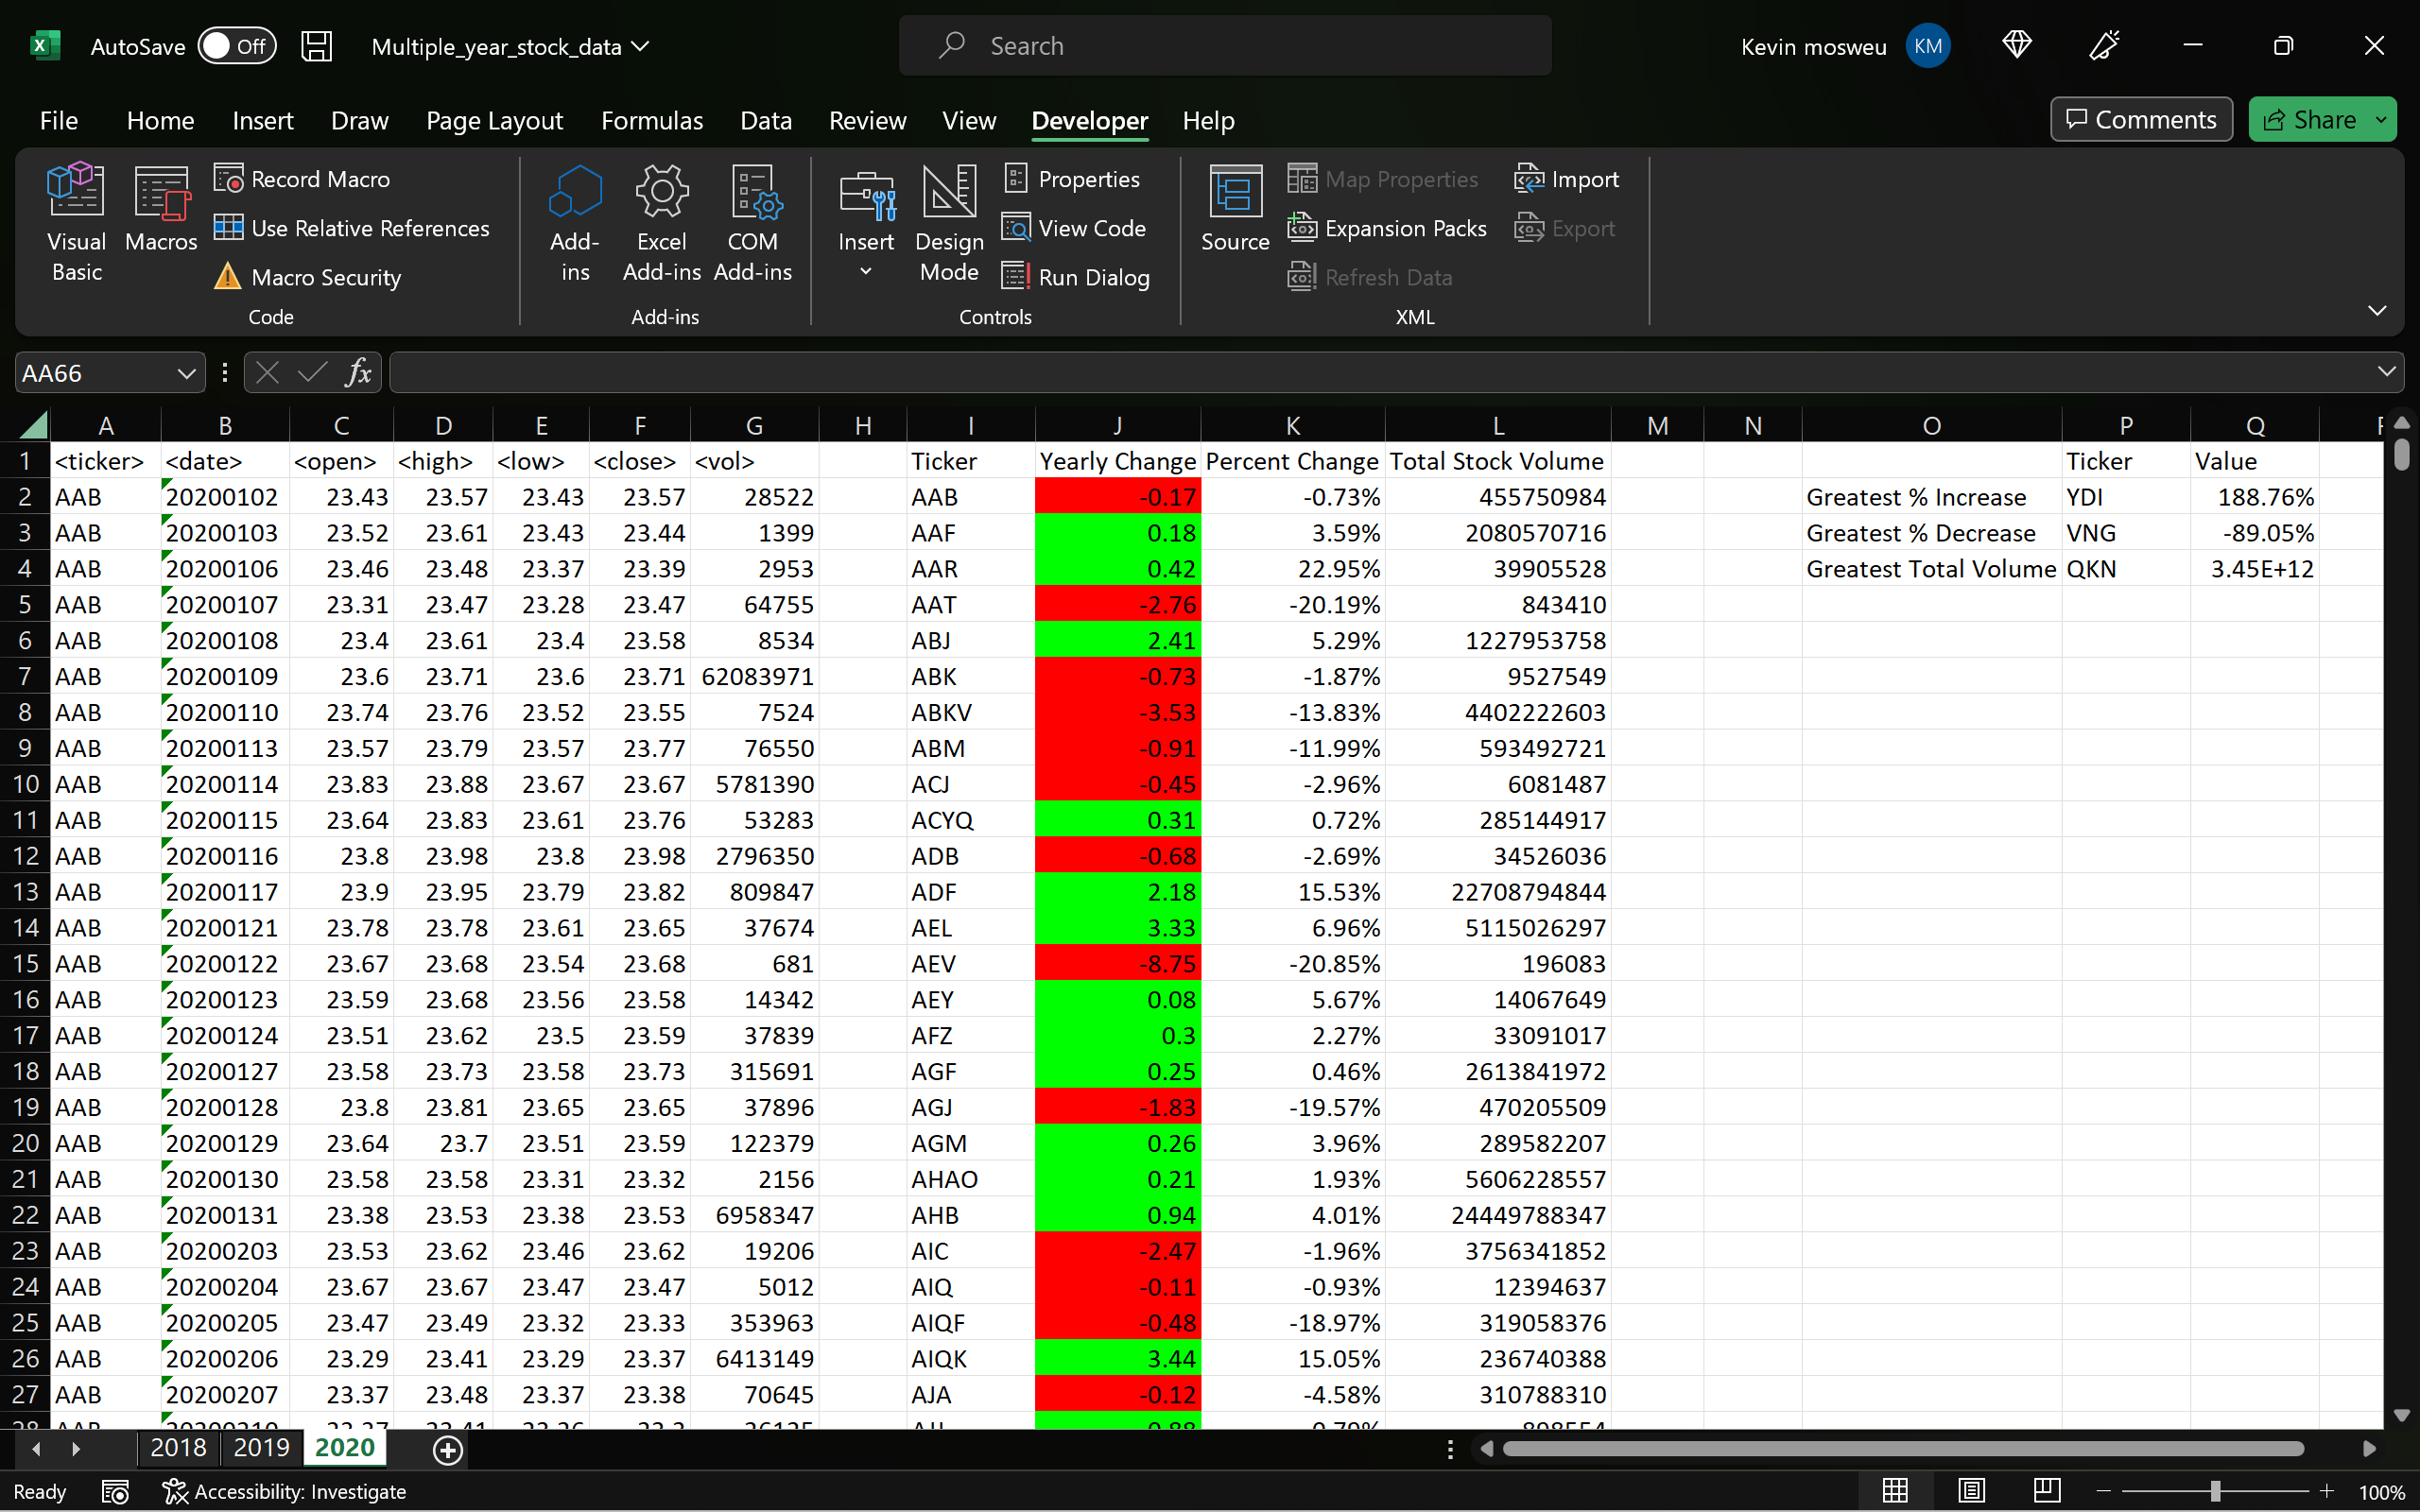 AutoSave Off Multiple_year_stock_data Search Kevin mosweu KM
File Home Insert Draw Page Layout Formulas Data Review View Developer Help Comments Share
Visual Basic Macros Record Macro Use Relative References Macro Security Add-ins Excel Add-ins COM Add-ins Insert Design Mode Properties View Code Run Dialog Source Map Properties Expansion Packs Refresh Data Import Export
Code Add-ins Controls XML
AA66 fx
A B C D E F G H I J K L M N O P Q
1 <ticker> <date> <open> <high> <low> <close> <vol> Ticker Yearly Change Percent Change Total Stock Volume Ticker Value
2 AAB 20200102 23.43 23.57 23.43 23.57 28522 AAB -0.17 -0.73% 455750984 Greatest % Increase YDI 188.76%
3 AAB 20200103 23.52 23.61 23.43 23.44 1399 AAF 0.18 3.59% 2080570716 Greatest % Decrease VNG -89.05%
4 AAB 20200106 23.46 23.48 23.37 23.39 2953 AAR 0.42 22.95% 39905528 Greatest Total Volume QKN 3.45E+12
5 AAB 20200107 23.31 23.47 23.28 23.47 64755 AAT -2.76 -20.19% 843410
6 AAB 20200108 23.4 23.61 23.4 23.58 8534 ABJ 2.41 5.29% 1227953758
7 AAB 20200109 23.6 23.71 23.6 23.71 62083971 ABK -0.73 -1.87% 9527549
8 AAB 20200110 23.74 23.76 23.52 23.55 7524 ABKV -3.53 -13.83% 4402222603
9 AAB 20200113 23.57 23.79 23.57 23.77 76550 ABM -0.91 -11.99% 593492721
10 AAB 20200114 23.83 23.88 23.67 23.67 5781390 ACJ -0.45 -2.96% 6081487
11 AAB 20200115 23.64 23.83 23.61 23.76 53283 ACYQ 0.31 0.72% 285144917
12 AAB 20200116 23.8 23.98 23.8 23.98 2796350 ADB -0.68 -2.69% 34526036
13 AAB 20200117 23.9 23.95 23.79 23.82 809847 ADF 2.18 15.53% 22708794844
14 AAB 20200121 23.78 23.78 23.61 23.65 37674 AEL 3.33 6.96% 5115026297
15 AAB 20200122 23.67 23.68 23.54 23.68 681 AEV -8.75 -20.85% 196083
16 AAB 20200123 23.59 23.68 23.56 23.58 14342 AEY 0.08 5.67% 14067649
17 AAB 20200124 23.51 23.62 23.5 23.59 37839 AFZ 0.3 2.27% 33091017
18 AAB 20200127 23.58 23.73 23.58 23.73 315691 AGF 0.25 0.46% 2613841972
19 AAB 20200128 23.8 23.81 23.65 23.65 37896 AGJ -1.83 -19.57% 470205509
20 AAB 20200129 23.64 23.7 23.51 23.59 122379 AGM 0.26 3.96% 289582207
21 AAB 20200130 23.58 23.58 23.31 23.32 2156 AHAO 0.21 1.93% 5606228557
22 AAB 20200131 23.38 23.53 23.38 23.53 6958347 AHB 0.94 4.01% 24449788347
23 AAB 20200203 23.53 23.62 23.46 23.62 19206 AIC -2.47 -1.96% 3756341852
24 AAB 20200204 23.67 23.67 23.47 23.47 5012 AIQ -0.11 -0.93% 12394637
25 AAB 20200205 23.47 23.49 23.32 23.33 353963 AIQF -0.48 -18.97% 319058376
26 AAB 20200206 23.29 23.41 23.29 23.37 6413149 AIQK 3.44 15.05% 236740388
27 AAB 20200207 23.37 23.48 23.37 23.38 70645 AJA -0.12 -4.58% 310788310
2018 2019 2020
Ready Accessibility: Investigate 100%